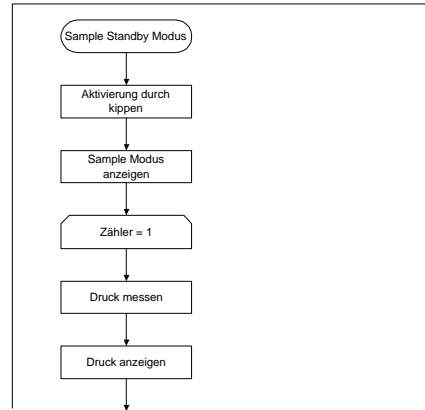 Sample Standby Modus
Aktivierung durch
kippen
Sample Modus
anzeigen
Zähler = 1
Druck messen
Druck anzeigen